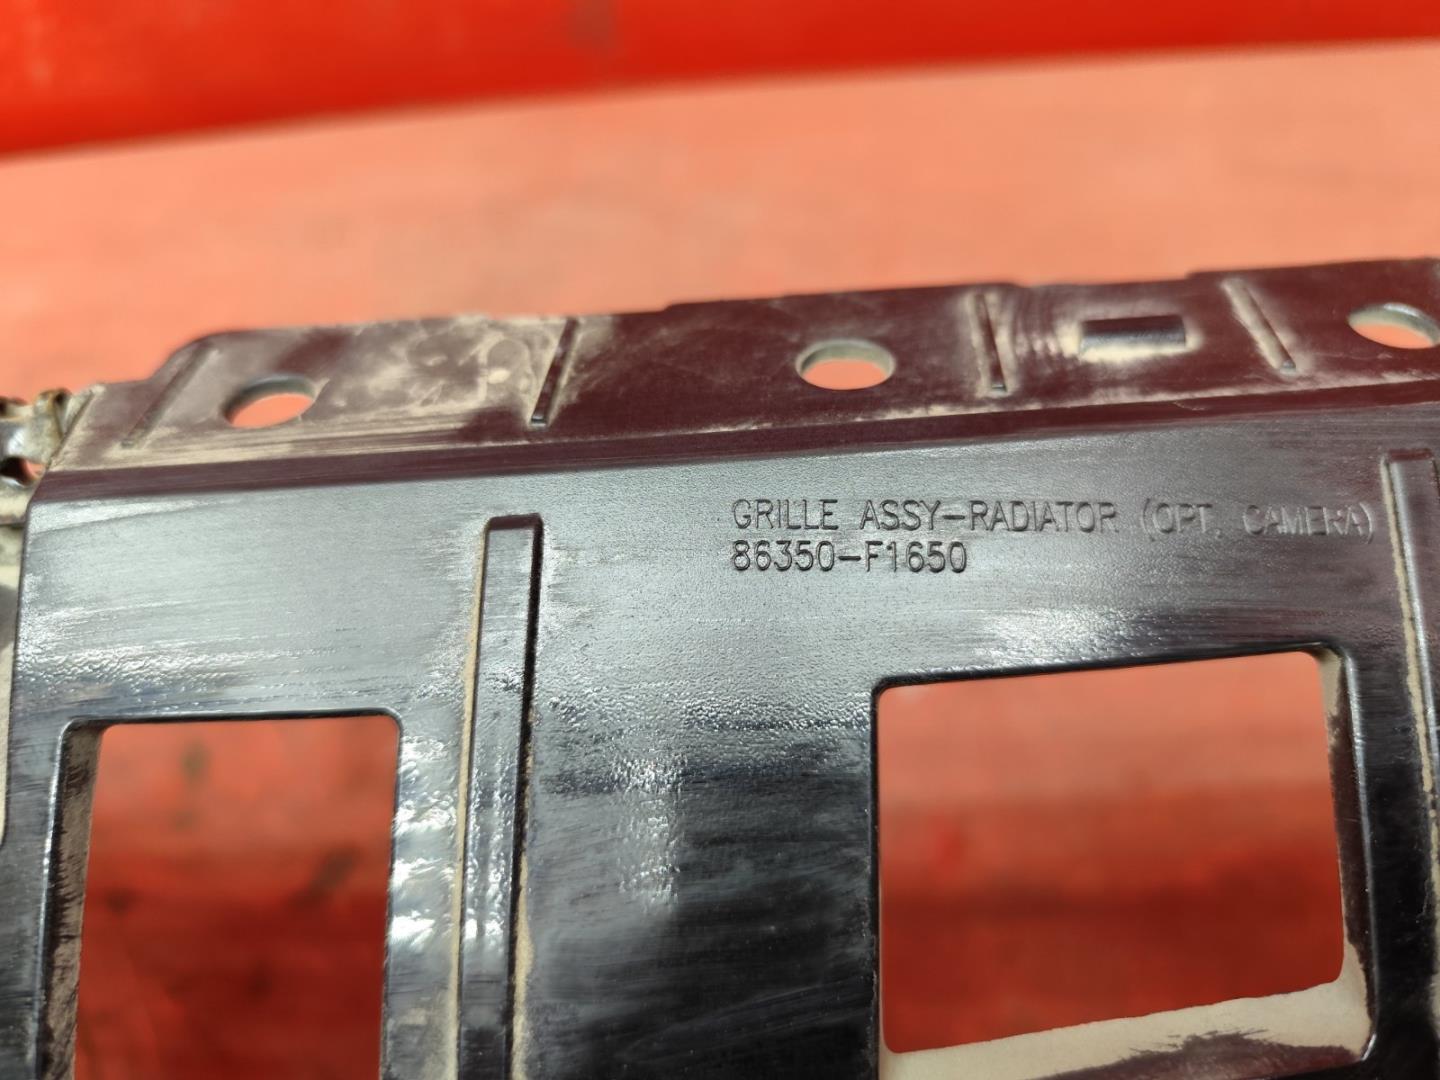 GRILLE ASSY-RADIATOR (OPT. CAMERA)
86350-F1650